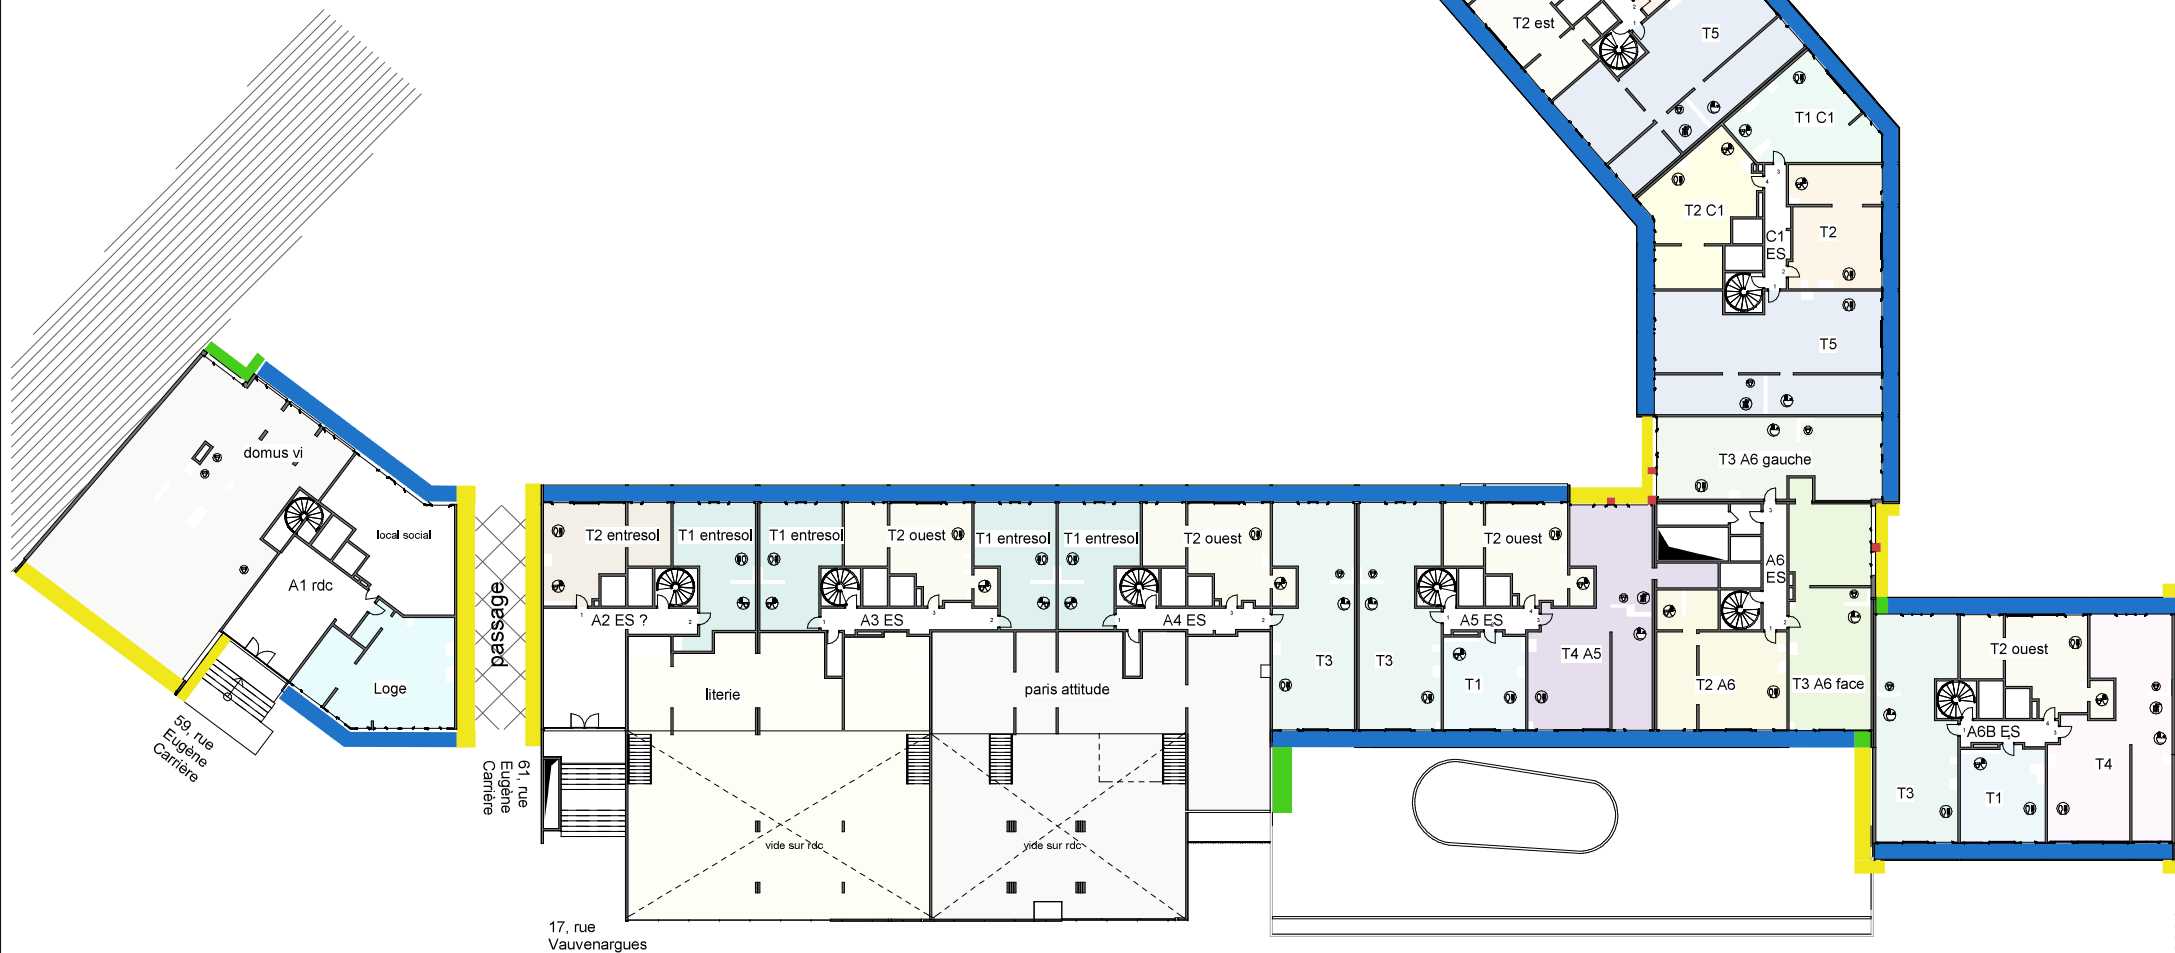 T2 est
T5
T1 C1
T2 C1
C1
ES
T2
T5
T3 A6 gauche
domus vi
local social
A1 rdc
Loge
59, rue
Eugène
Carrière
passage
61, rue
Eugène
Carrière
T2 entresol
T1 entresol
T1 entresol
T2 ouest
T1 entresol
T1 entresol
T2 ouest
T2 ouest
A6
ES
A2 ES ?
A3 ES
A4 ES
A5 ES
T3
T3
T1
T4 A5
T2 A6
T3 A6 face
literie
paris attitude
T2 ouest
A6B ES
T3
T1
T4
vide sur rdc
vide sur rdc
17, rue
Vauvenargues